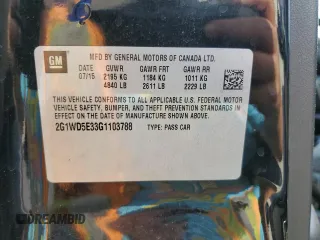 GM
MFD BY GENERAL MOTORS OF CANADA LTD.
DATE GVWR GAWR FRT GAWR RR
07/15 2195 KG 1184 KG 1011 KG
4840 LB 2611 LB 2229 LB
THIS VEHICLE CONFORMS TO ALL APPLICABLE U.S. FEDERAL MOTOR
VEHICLE SAFETY, BUMPER, AND THEFT PREVENTION STANDARDS
IN EFFECT ON THE DATE OF MANUFACTURE SHOWN ABOVE.
2G1WD5E33G1103788 TYPE: PASS CAR
DREAMBID